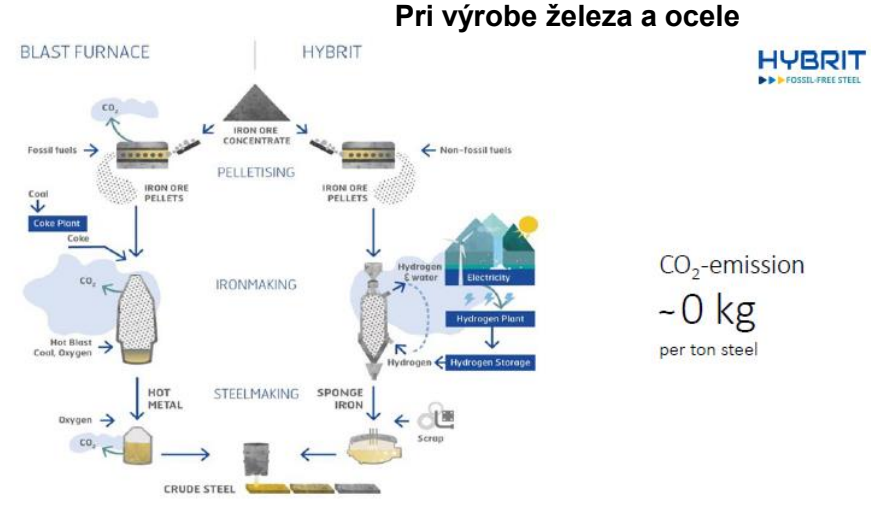 Pri výrobe železa a ocele
BLAST FURNACE
HYBRIT
HYBRIT
FOSSIL-FREE STEEL
CO₂
IRON ORE
CONCENTRATE
Fossil fuels
Non-fossil fuels
PELLETISING
IRON ORE
PELLETS
IRON ORE
PELLETS
Coal
Coke Plant
Coke
CO₂
IRONMAKING
Hydrogen
& water
Electricity
Hydrogen Plant
Hot Blast
Coal, Oxygen
Hydrogen
Hydrogen Storage
CO₂-emission
~0 kg
per ton steel
HOT
METAL
STEELMAKING
SPONGE
IRON
Oxygen
CO₂
Scrap
CRUDE STEEL